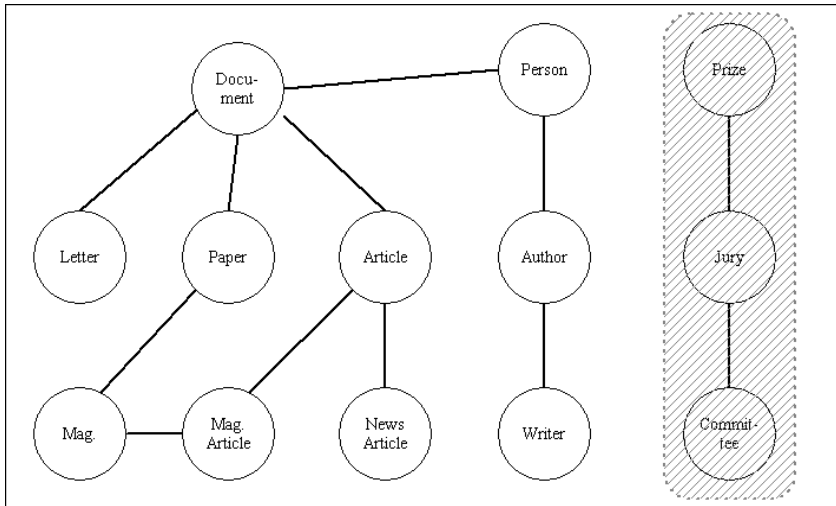 Docu-
ment
Person
Prize
Letter
Paper
Article
Author
Jury
Mag.
Mag.
Article
News
Article
Writer
Commit-
tee